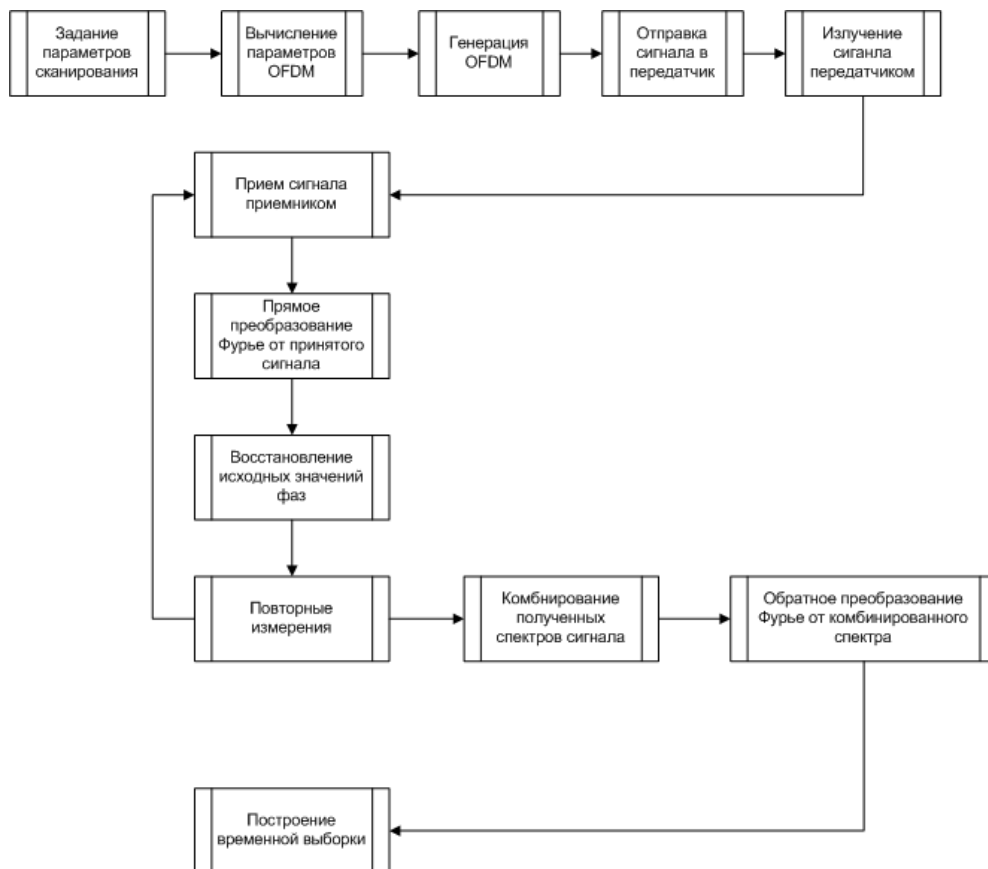 Задание
параметров
сканирования
Вычисление
параметров
OFDM
Генерация
OFDM
Отправка
сигнала в
передатчик
Излучение
сиганла
передатчиком
Прием сигнала
приемником
Прямое
преобразование
Фурье от принятого
сигнала
Восстановление
исходных значений
фаз
Повторные
измерения
Комбнирование
полученных
спектров сигнала
Обратное преобразование
Фурье от комбинированного
спектра
Построение
временной выборки